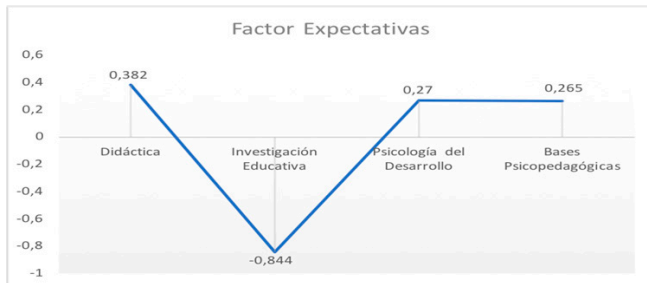 Factor Expectativas
0,6
0,4
0,2
0
-0,2
-0,4
-0,6
-0,8
-1
0,382
-0,844
0,27
0,265
Didáctica
Investigación
Educativa
Psicología del
Desarrollo
Bases
Psicopedagógicas